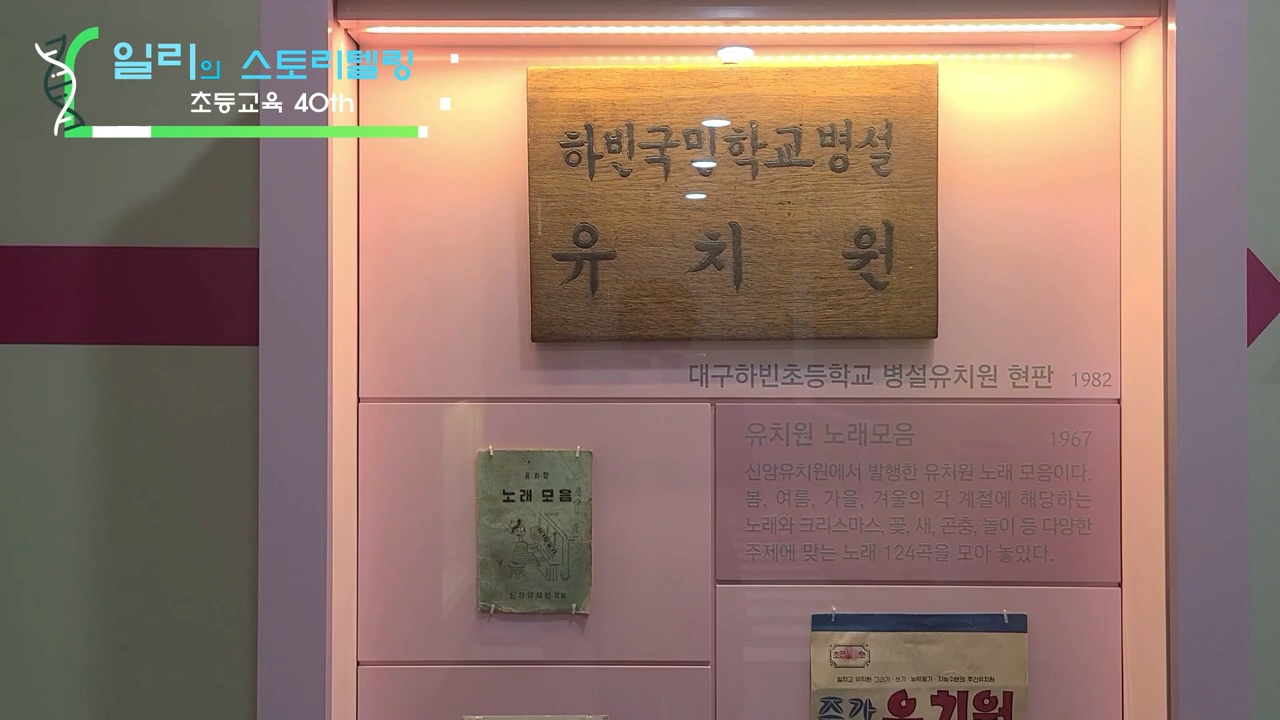 일리의 스토리텔링
초등교육 40th
하빈국민학교병설
유치원
대구하빈초등학교 병설유치원 현판 1982
유치원 노래모음 1967
신암유치원에서 발행한 유치원 노래 모음이다.
봄, 여름, 가을, 겨울의 각 계절에 해당하는
노래와 크리스마스, 꽃, 새, 곤충, 놀이 등 다양한
주제에 맞는 노래 124곡을 모아 놓았다.
유치원
노래 모음
신암유치원
유치원